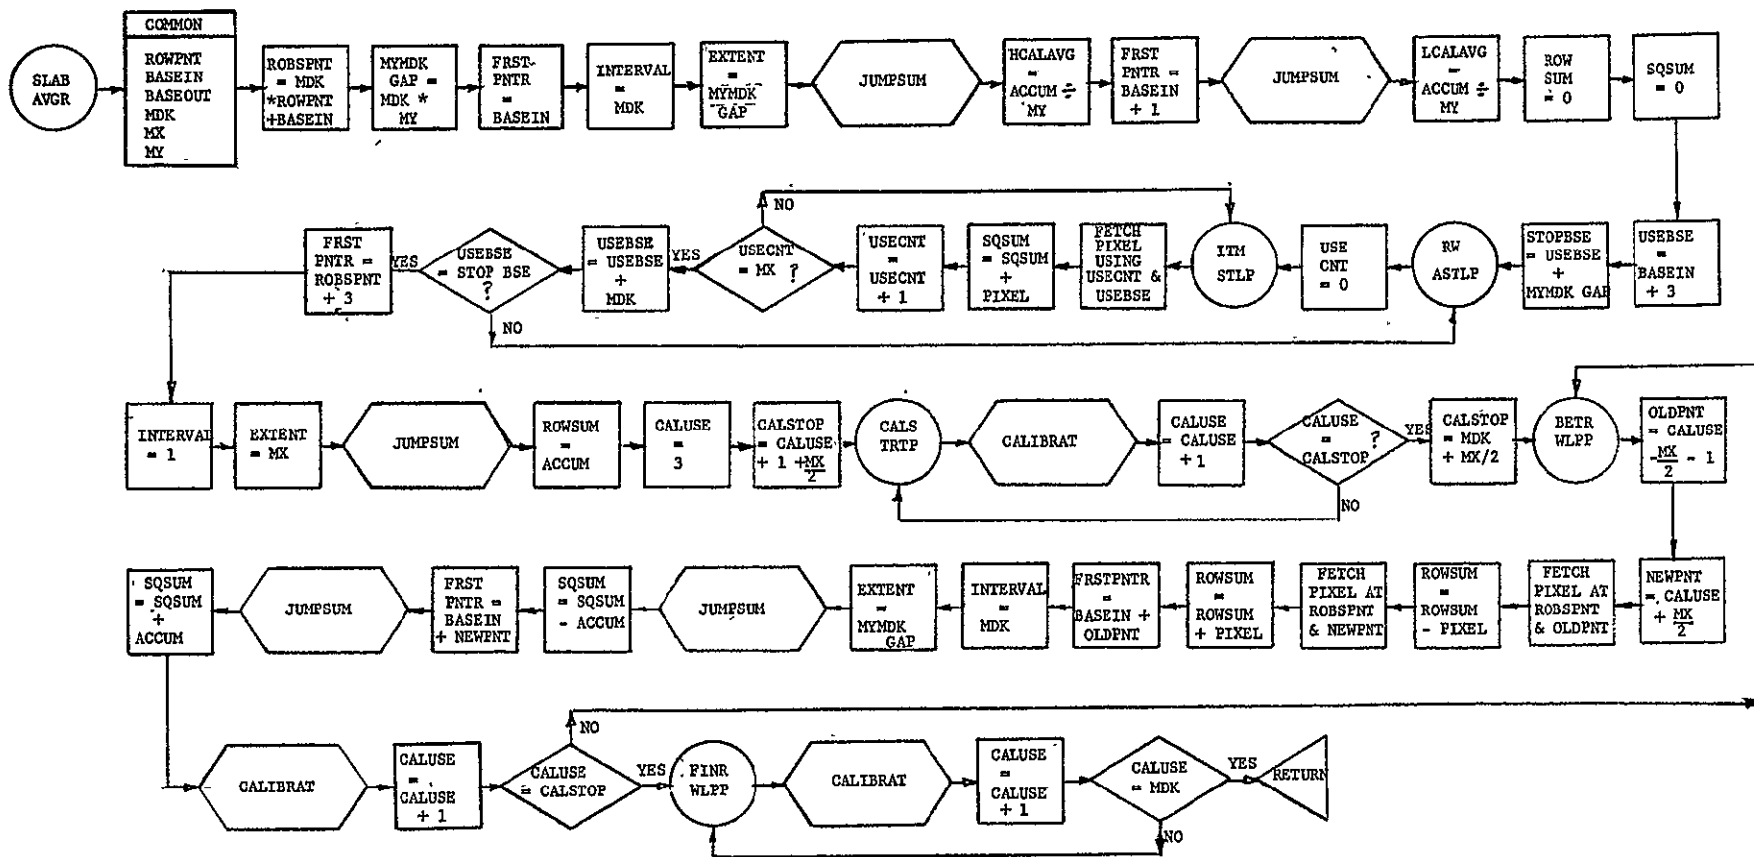 SLAB
AVGR
COMMON
ROWPNT
BASEIN
BASEOUT
MDK
MX
MY
ROBSPNT
= MDK
*ROWPNT
+BASEIN
MYMDK
GAP =
MDK *
MY
FRST-
PNTR
=
BASEIN
INTERVAL
=
MDK
EXTENT
=
MYMDK
GAP
JUMPSUM
HCALAVG
=
ACCUM ÷
MY
FRST
PNTR =
BASEIN
+ 1
JUMPSUM
LCALAVG
=
ACCUM ÷
MY
ROW
SUM
= 0
SQSUM
= 0
USEBSE
=
BASEIN
+ 3
STOPBSE
= USEBSE
+
MYMDK GAP
RW
ASTLP
USE
CNT
= 0
ITM
STLP
FETCH
PIXEL
USING
USECNT &
USEBSE
SQSUM
= SQSUM
+
PIXEL
USECNT
=
USECNT
+ 1
NO
USECNT
= MX ?
YES
USEBSE
= USEBSE
+
MDK
USEBSE
= STOP BSE
?
YES
NO
FRST
PNTR =
ROBSPNT
+ 3
INTERVAL
= 1
EXTENT
= MX
JUMPSUM
ROWSUM
=
ACCUM
CALUSE
=
3
CALSTOP
= CALUSE
+ 1 + MX
2
CALS
TRTP
CALIBRAT
CALUSE
= CALUSE
+ 1
CALUSE
= ?
CALSTOP
YES
NO
CALSTOP
= MDK
+ MX/2
BETR
WLPP
OLDPNT
= CALUSE
- MX
2 - 1
NEWPNT
= CALUSE
+ MX
2
FETCH
PIXEL AT
ROBSPNT
& OLDPNT
ROWSUM
=
ROWSUM
- PIXEL
FETCH
PIXEL AT
ROBSPNT
& NEWPNT
ROWSUM
=
ROWSUM
+ PIXEL
FRSTPNTR
=
BASEIN +
OLDPNT
INTERVAL
=
MDK
EXTENT
=
MYMDK
GAP
JUMPSUM
SQSUM
= SQSUM
- ACCUM
FRST
PNTR =
BASEIN
+ NEWPNT
JUMPSUM
SQSUM
= SQSUM
+
ACCUM
CALIBRAT
CALUSE
=
CALUSE
+ 1
NO
CALUSE
= CALSTOP
YES
FINR
WLPP
CALIBRAT
CALUSE
=
CALUSE
+ 1
CALUSE
= MDK
YES
NO
RETURN